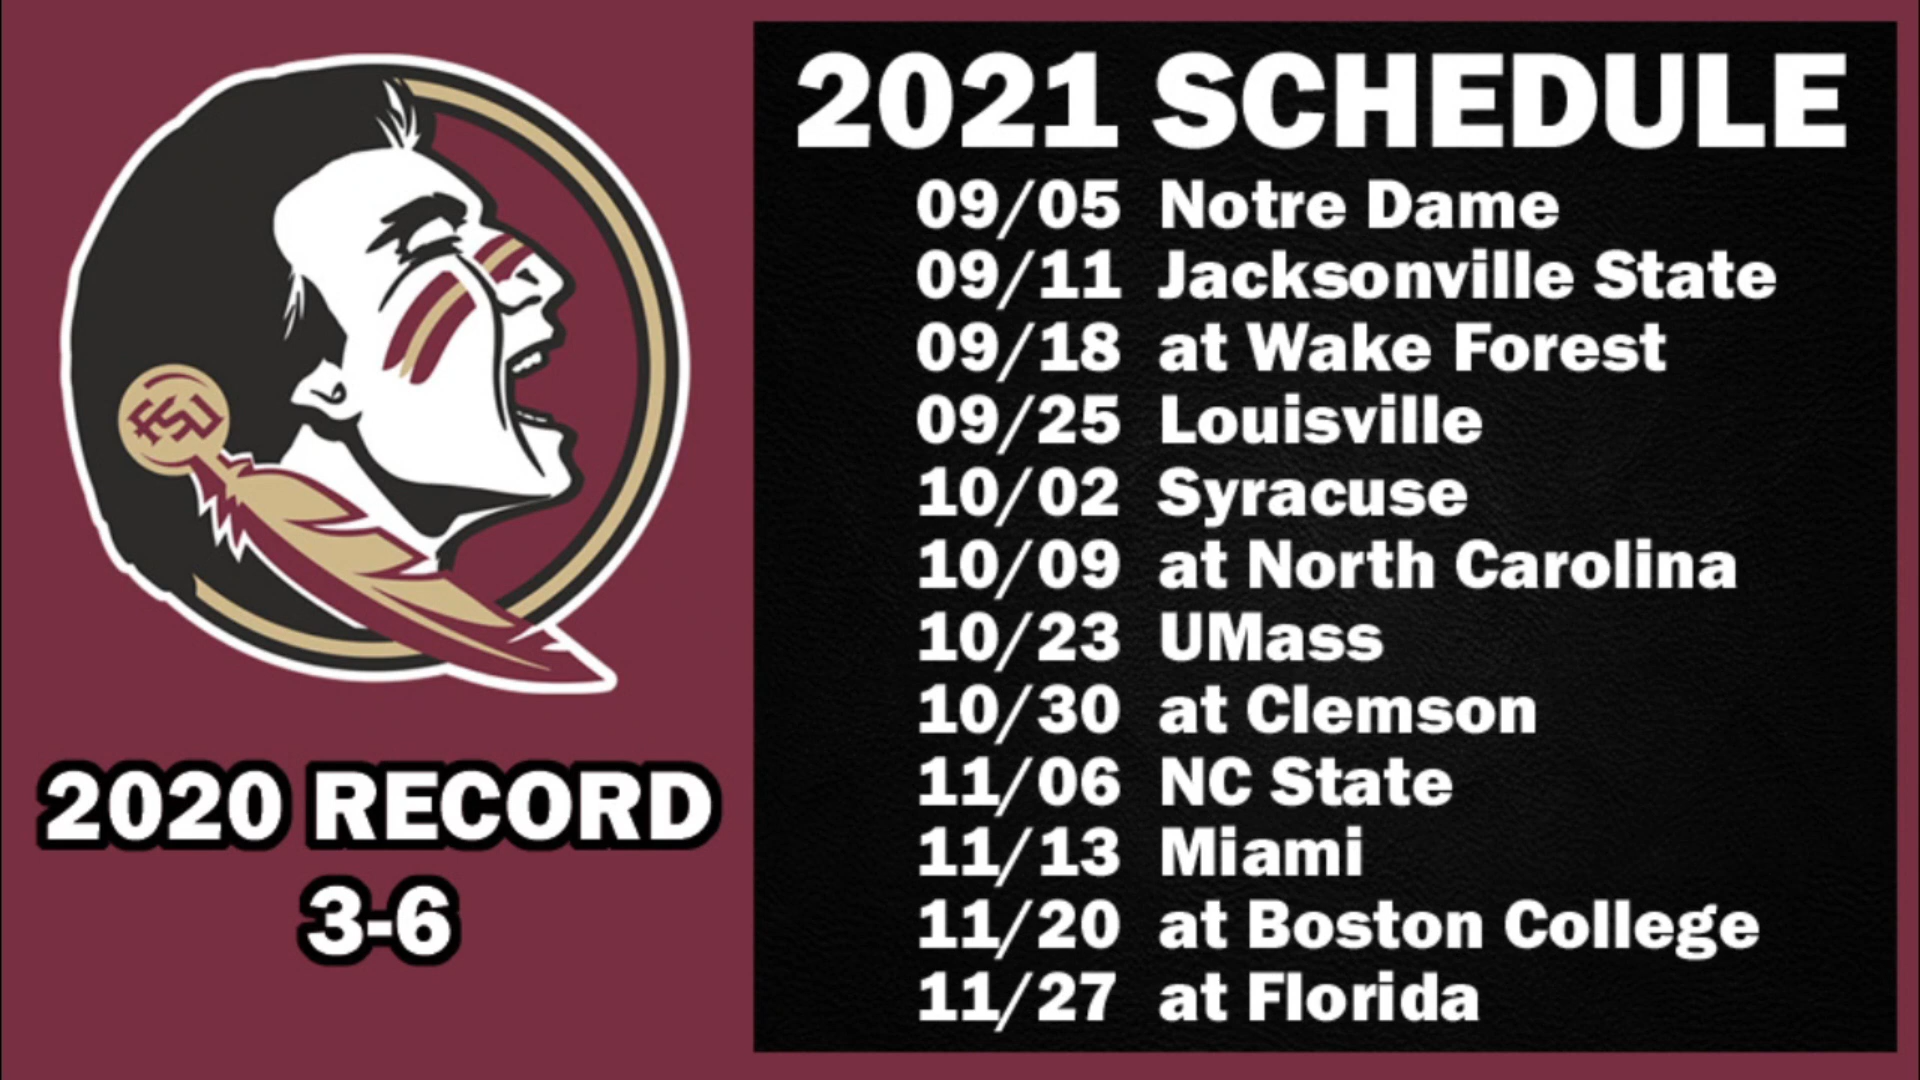 2021 SCHEDULE
09/05 Notre Dame
09/11 Jacksonville State
09/18 at Wake Forest
09/25 Louisville
10/02 Syracuse
10/09 at North Carolina
10/23 UMass
10/30 at Clemson
11/06 NC State
11/13 Miami
11/20 at Boston College
11/27 at Florida
FSU
2020 RECORD
3-6